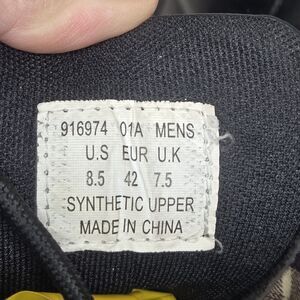 916974 01A MENS
U.S EUR U.K
8.5 42 7.5
SYNTHETIC UPPER
MADE IN CHINA